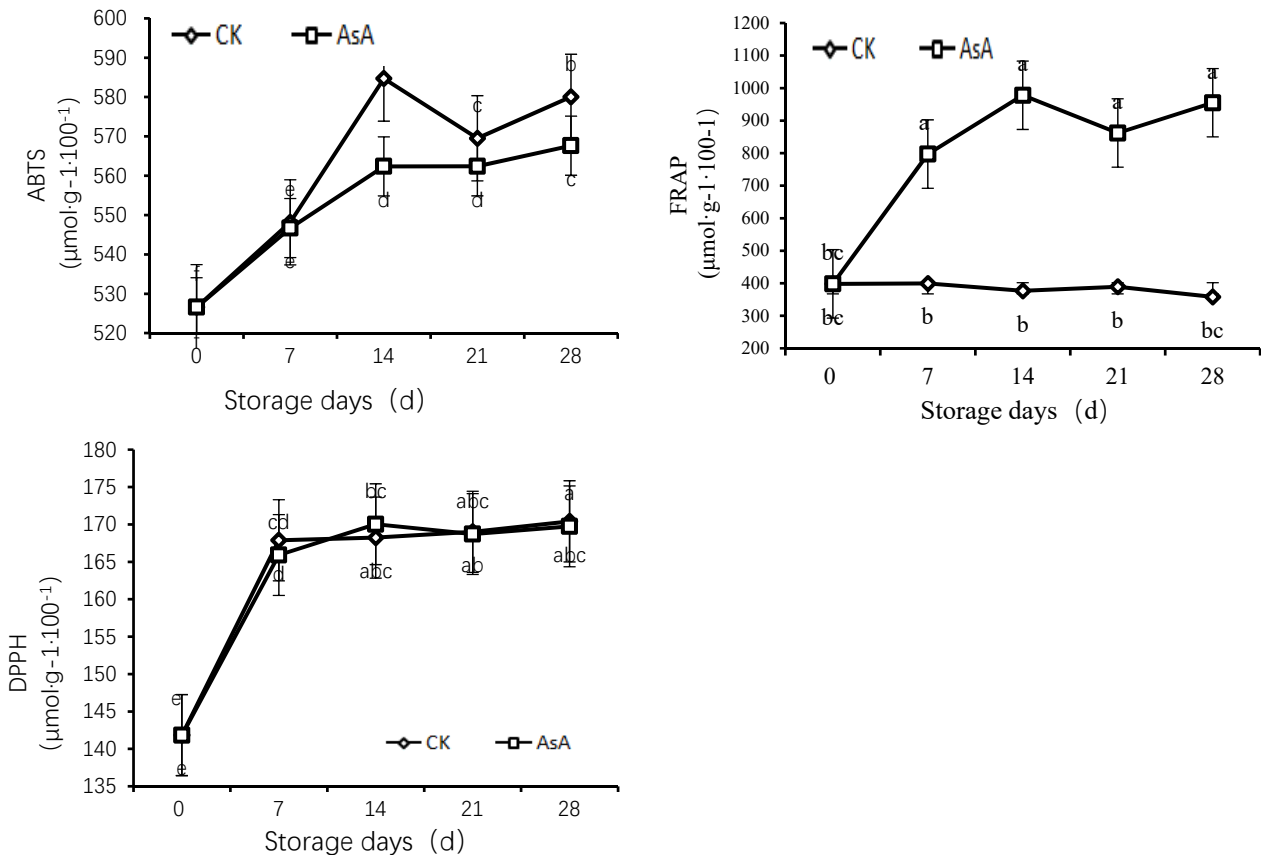 600
590
580
570
560
550
540
530
520
ABTS
(μmol·g-1·100⁻¹)
CK
AsA
e
e
d
c
d
b
c
0
7
14
21
28
Storage days（d）
1200
1100
1000
900
800
700
600
500
400
300
200
FRAP
(μmol·g-1·100-1)
CK
AsA
bc
bc
a
b
a
b
a
b
a
bc
0
7
14
21
28
Storage days（d）
180
175
170
165
160
155
150
145
140
135
DPPH
（μmol·g-1·100⁻¹）
e
e
cd
d
bc
abc
abc
ab
a
abc
CK
AsA
0
7
14
21
28
Storage days（d）